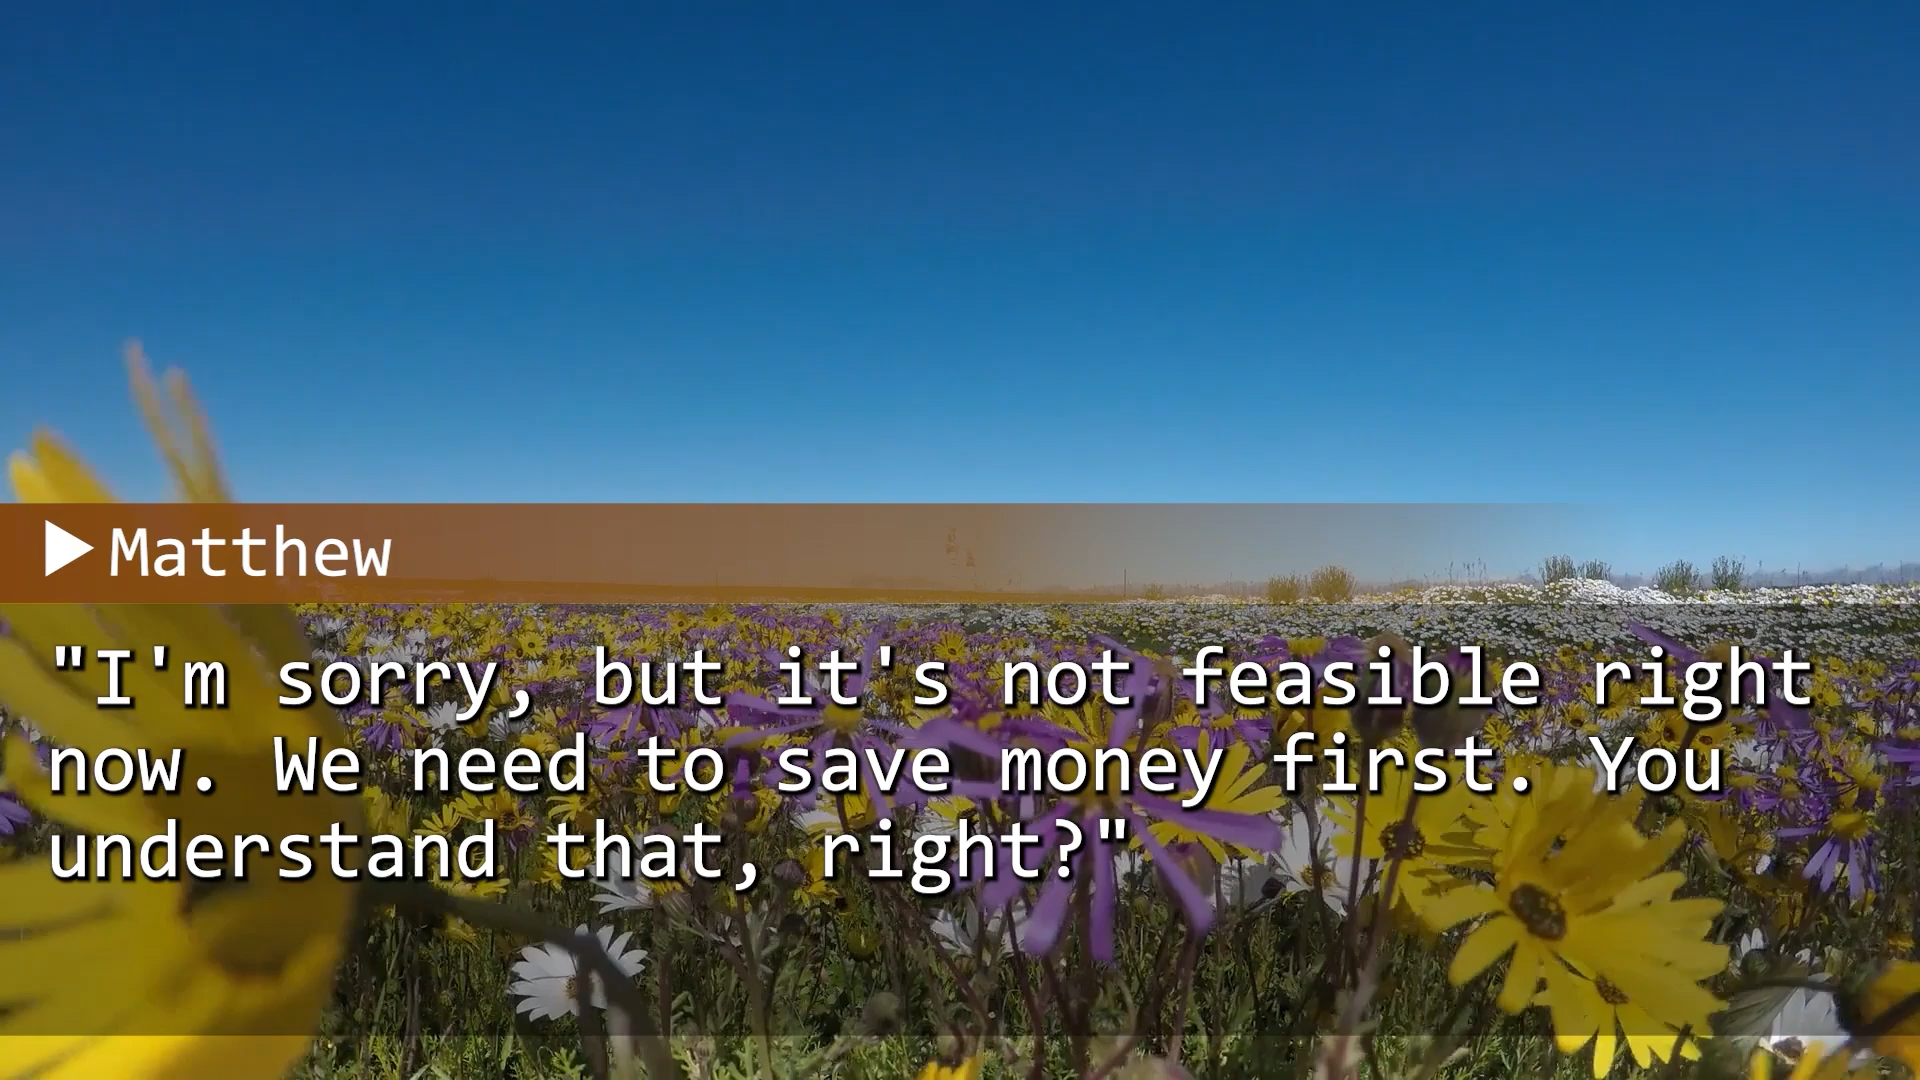 Matthew
"I'm sorry, but it's not feasible right
now. We need to save money first. You
understand that, right?"